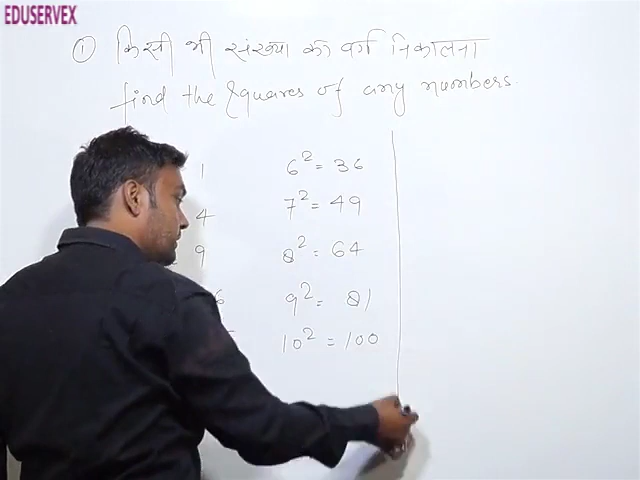 EDUSERVEX
① किसी भी संख्या का वर्ग निकालना
find the Squares of any numbers.
1 6² = 36
4 7² = 49
9 8² = 64
6 9² = 81
10² = 100